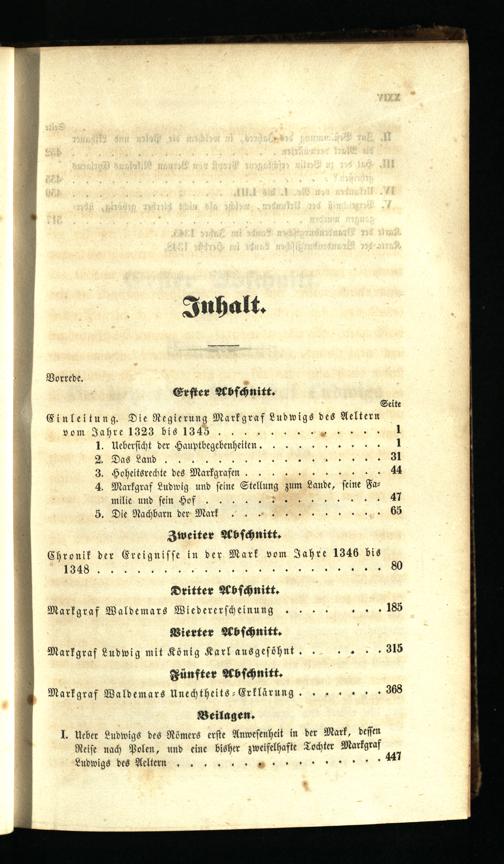 Inhalt.
Vorrede.
Erster Abschnitt.
Seite
Einleitung. Die Regierung Markgraf Ludwigs des Aeltern
vom Jahre 1323 bis 1345 . . . . . . . . . . . . 1
1. Uebersicht der Hauptbegebenheiten . . . . . . . . . 1
2. Das Land . . . . . . . . . . . . . . . . . 31
3. Hoheitsrechte des Markgrafen . . . . . . . . . . 44
4. Markgraf Ludwig und seine Stellung zum Lande, seine Fa-
milie und sein Hof . . . . . . . . . . . . . 47
5. Die Nachbarn der Mark . . . . . . . . . . . . 65
Zweiter Abschnitt.
Chronik der Ereignisse in der Mark vom Jahre 1346 bis
1348 . . . . . . . . . . . . . . . . . . . 80
Dritter Abschnitt.
Markgraf Waldemars Wiedererscheinung . . . . . . . 185
Vierter Abschnitt.
Markgraf Ludwig mit König Karl ausgesöhnt . . . . . . 315
Fünfter Abschnitt.
Markgraf Waldemars Unechtheits-Erklärung . . . . . . . 368
Beilagen.
I. Ueber Ludwigs des Römers erste Anwesenheit in der Mark, dessen
Reise nach Polen, und eine bisher zweifelhafte Tochter Markgraf
Ludwigs des Aeltern . . . . . . . . . . . . . . 447